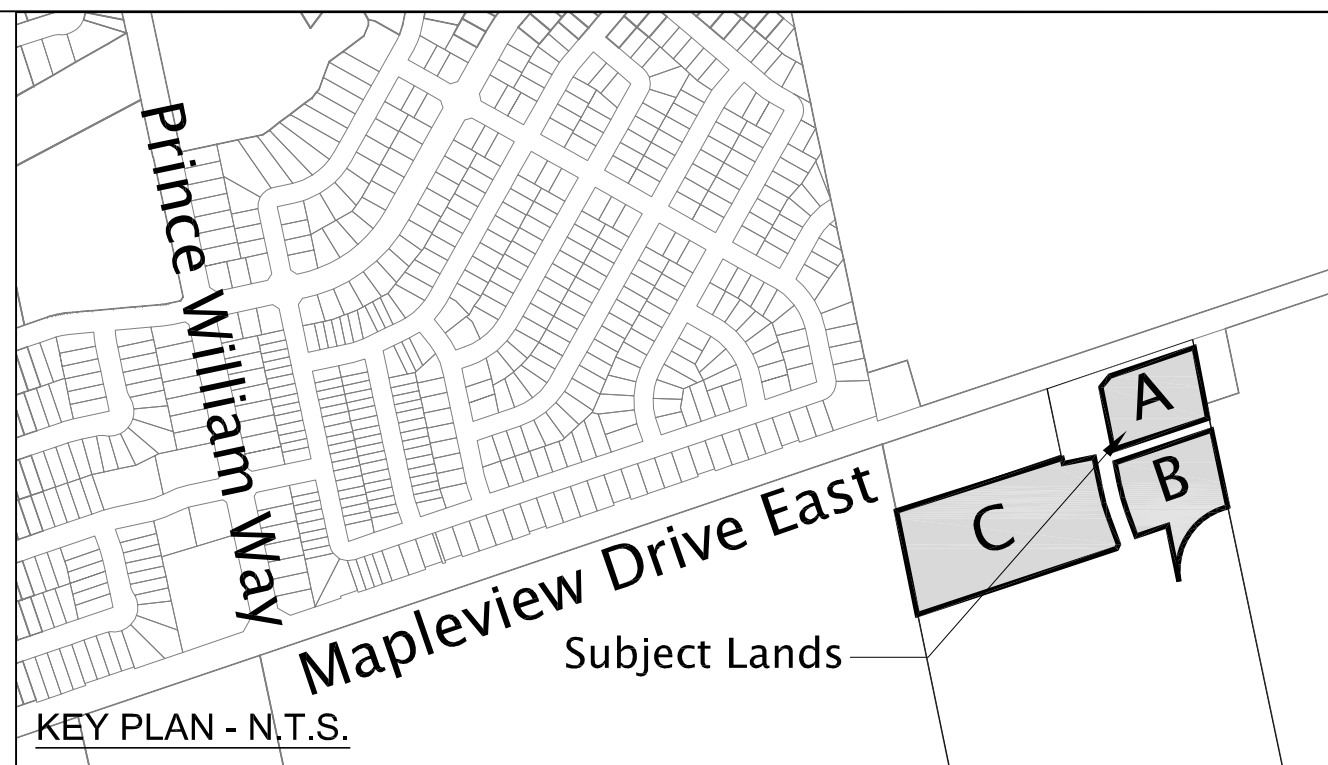 Prince William Way
A
B
C
Mapleview Drive East
Subject Lands
KEY PLAN - N.T.S.